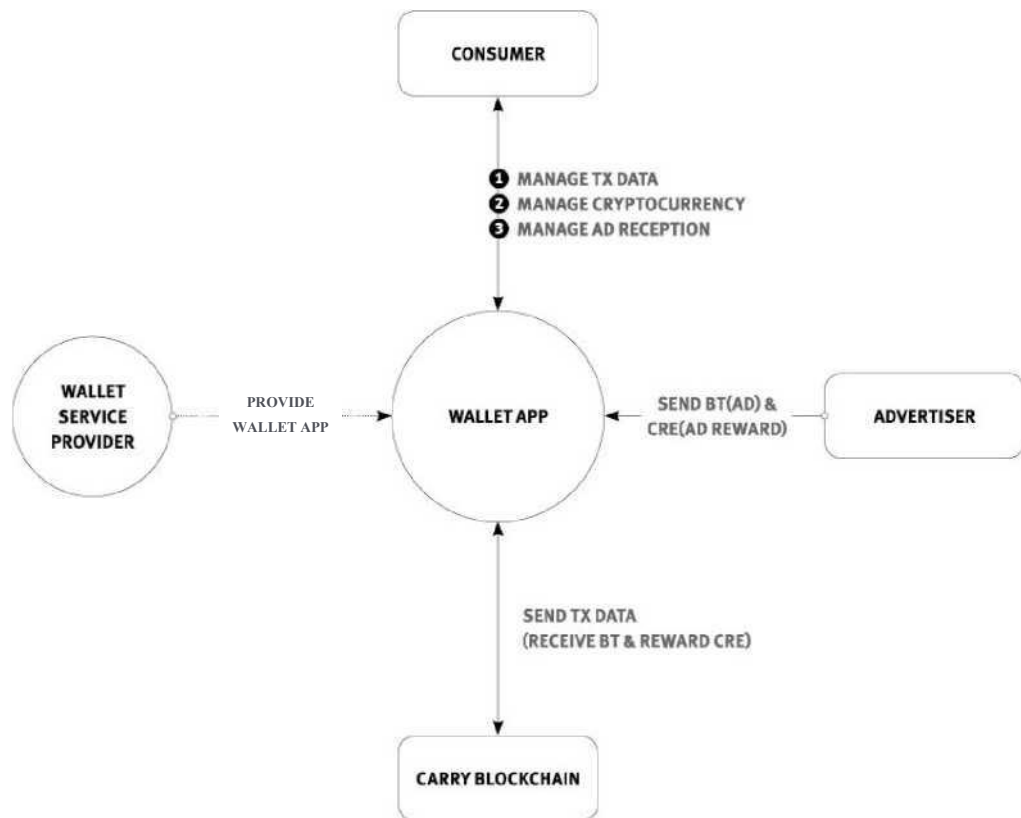 CONSUMER
1 MANAGE TX DATA
2 MANAGE CRYPTOCURRENCY
3 MANAGE AD RECEPTION
WALLET
SERVICE
PROVIDER
PROVIDE
WALLET APP
WALLET APP
SEND BT(AD) &
CRE(AD REWARD)
ADVERTISER
SEND TX DATA
(RECEIVE BT & REWARD CRE)
CARRY BLOCKCHAIN